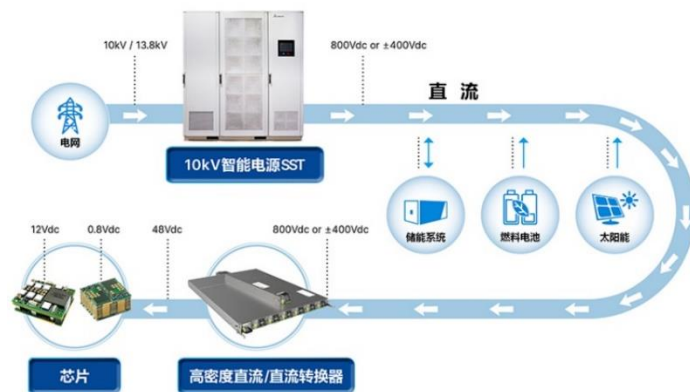 10kV / 13.8kV
800Vdc or ±400Vdc
直 流
电网
10kV智能电源SST
储能系统
燃料电池
太阳能
12Vdc
0.8Vdc
48Vdc
800Vdc or ±400Vdc
芯片
高密度直流/直流转换器